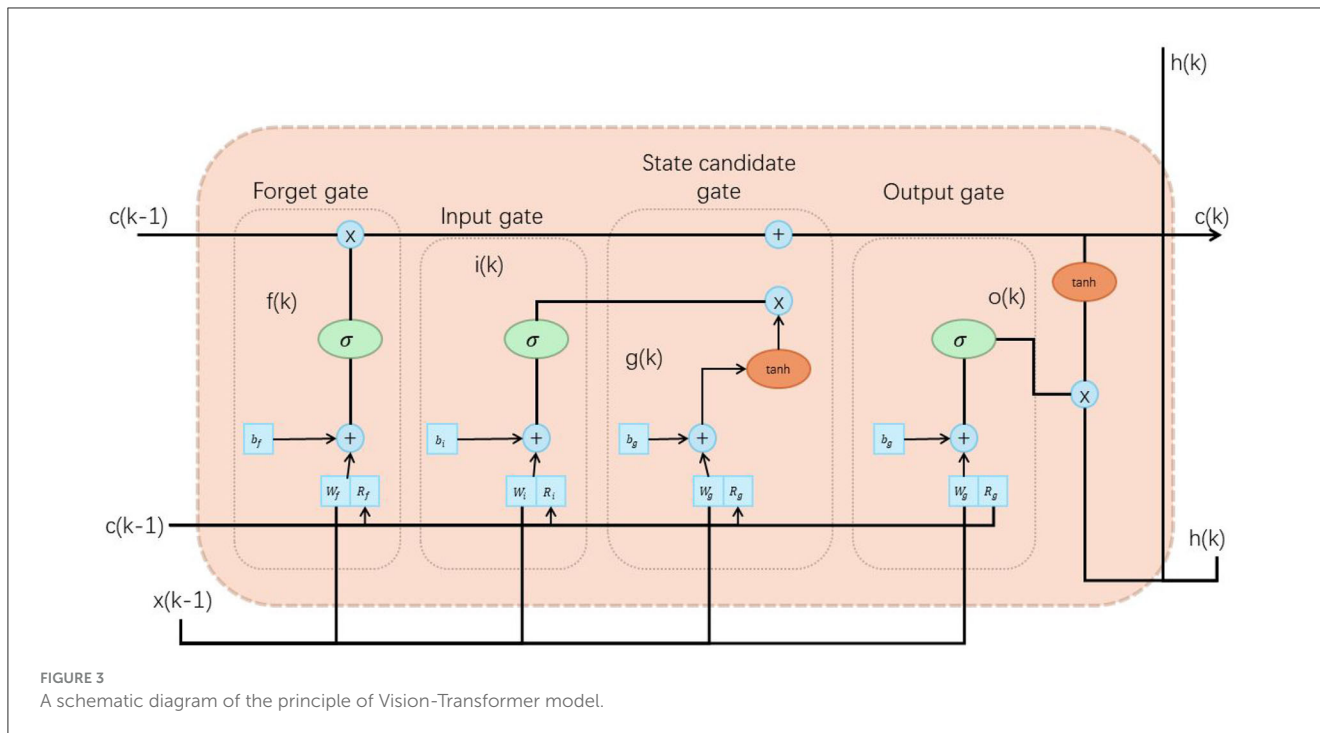 h(k)
State candidate
gate
Forget gate
Output gate
Input gate
c(k-1)
x
+
c(k)
i(k)
f(k)
tanh
x
o(k)
σ
σ
σ
g(k)
tanh
x
b_f
+
b_i
+
b_g
+
b_g
+
W_f R_f
W_i R_i
W_g R_g
W_g R_g
c(k-1)
h(k)
x(k-1)
FIGURE 3
A schematic diagram of the principle of Vision-Transformer model.